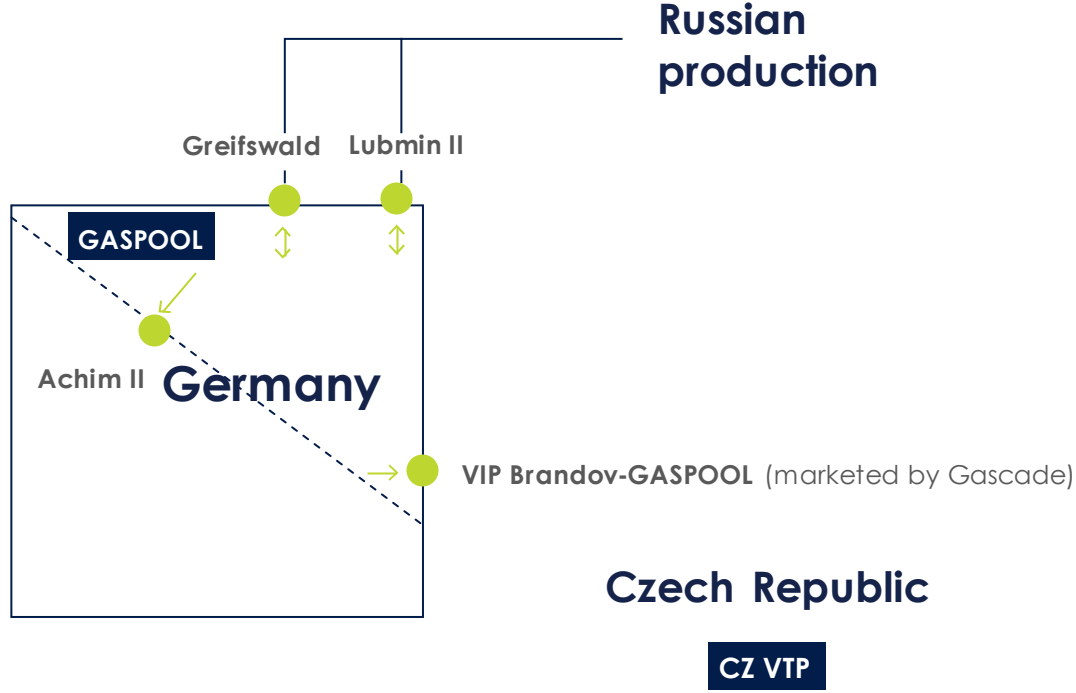 Russian
production
Greifswald
Lubmin II
GASPOOL
Achim II
Germany
VIP Brandov-GASPOOL (marketed by Gascade)
Czech Republic
CZ VTP